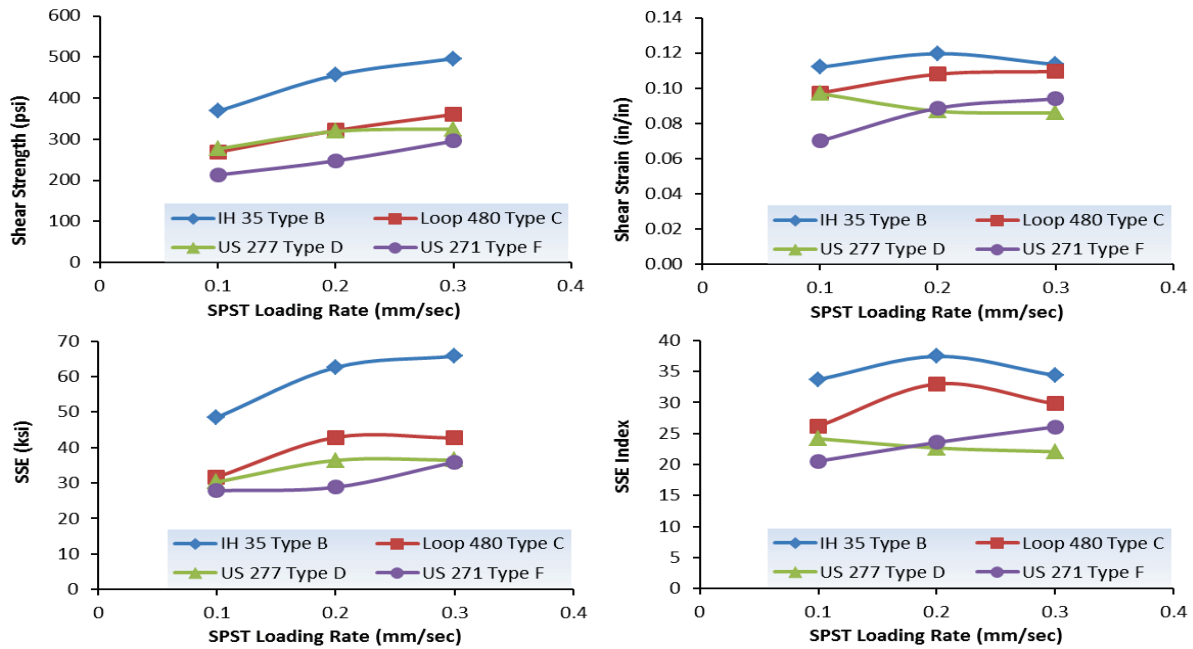 600
500
400
300
200
100
0
Shear Strength (psi)
IH 35 Type B
Loop 480 Type C
US 277 Type D
US 271 Type F
0 0.1 0.2 0.3 0.4
SPST Loading Rate (mm/sec)
0.14
0.12
0.10
0.08
0.06
0.04
0.02
0.00
Shear Strain (in/in)
IH 35 Type B
Loop 480 Type C
US 277 Type D
US 271 Type F
0 0.1 0.2 0.3 0.4
SPST Loading Rate (mm/sec)
70
60
50
40
30
20
10
0
SSE (ksi)
IH 35 Type B
Loop 480 Type C
US 277 Type D
US 271 Type F
0 0.1 0.2 0.3 0.4
SPST Loading Rate (mm/sec)
40
35
30
25
20
15
10
5
0
SSE Index
IH 35 Type B
Loop 480 Type C
US 277 Type D
US 271 Type F
0 0.1 0.2 0.3 0.4
SPST Loading Rate (mm/sec)